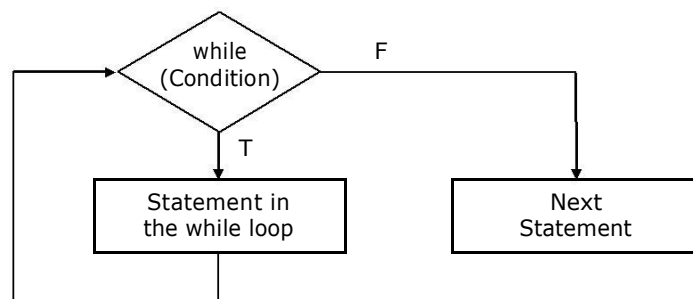 while
(Condition)
F
T
Statement in
the while loop
Next
Statement